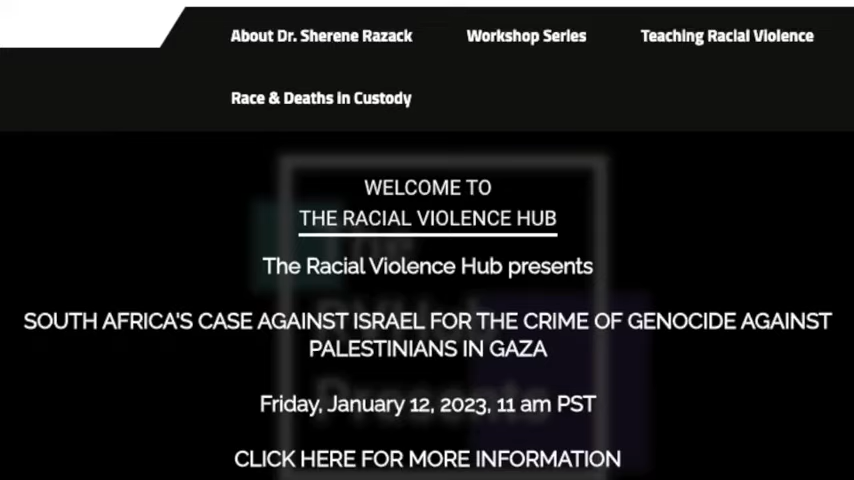 About Dr. Sherene Razack
Workshop Series
Teaching Racial Violence
Race & Deaths in Custody
WELCOME TO
THE RACIAL VIOLENCE HUB
The Racial Violence Hub presents
SOUTH AFRICA'S CASE AGAINST ISRAEL FOR THE CRIME OF GENOCIDE AGAINST
PALESTINIANS IN GAZA
Friday, January 12, 2023, 11 am PST
CLICK HERE FOR MORE INFORMATION